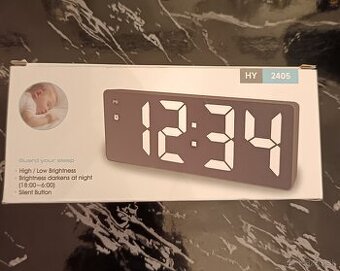 HY 2405
PM
12:34
Guard your sleep
- High / Low Brightness
- Brightness darkens at night
(18:00~6:00)
- Silent Button